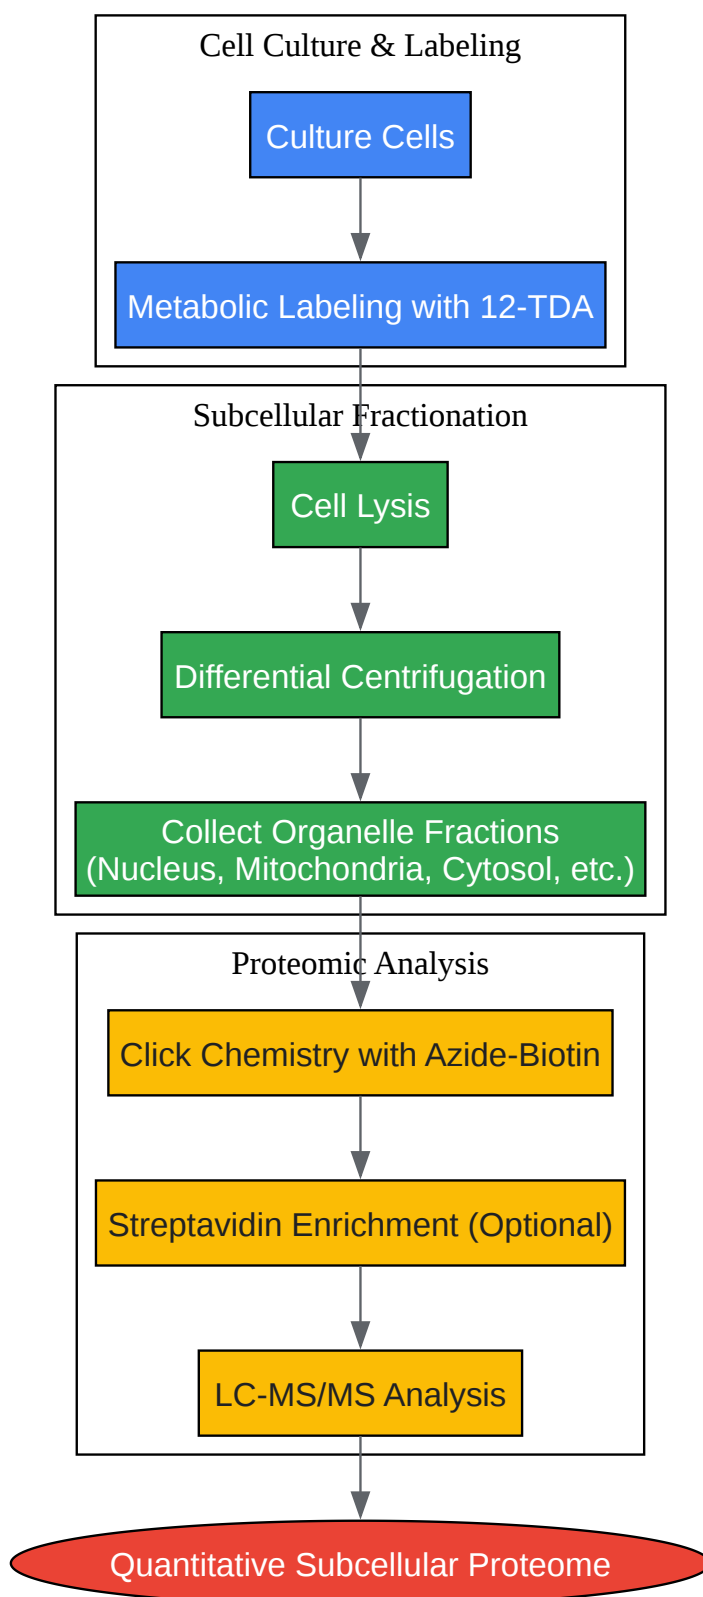 Cell Culture & Labeling
Culture Cells
Metabolic Labeling with 12-TDA
Subcellular Fractionation
Cell Lysis
Differential Centrifugation
Collect Organelle Fractions
(Nucleus, Mitochondria, Cytosol, etc.)
Proteomic Analysis
Click Chemistry with Azide-Biotin
Streptavidin Enrichment (Optional)
LC-MS/MS Analysis
Quantitative Subcellular Proteome